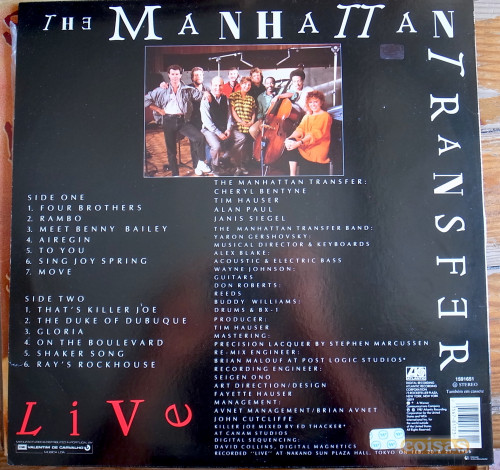 THE MANHATTAN
TRANSFER
SIDE ONE
1. FOUR BROTHERS
2. RAMBO
3. MEET BENNY BAILEY
4. AIREGIN
5. TO YOU
6. SING JOY SPRING
7. MOVE
SIDE TWO
1. THAT'S KILLER JOE
2. THE DUKE OF DUBUQUE
3. GLORIA
4. ON THE BOULEVARD
5. SHAKER SONG
6. RAY'S ROCKHOUSE
LiVe
THE MANHATTAN TRANSFER:
CHERYL BENTYNE
TIM HAUSER
ALAN PAUL
JANIS SIEGEL
THE MANHATTAN TRANSFER BAND:
YARON GERSHOVSKY:
MUSICAL DIRECTOR & KEYBOARDS
ALEX BLAKE:
ACOUSTIC & ELECTRIC BASS
WAYNE JOHNSON:
GUITARS
DON ROBERTS:
REEDS
BUDDY WILLIAMS:
DRUMS & BX-1
PRODUCER:
TIM HAUSER
MASTERING:
PRECISION LACQUER BY STEPHEN MARCUSSEN
RE-MIX ENGINEER:
BRIAN MALOUF AT POST LOGIC STUDIOS*
RECORDING ENGINEER:
SEIGEN ONO
ART DIRECTION/DESIGN
FAYETTE HAUSER
MANAGEMENT:
AVNET MANAGEMENT/BRIAN AVNET
JOHN CUTCLIFFE
KILLER JOE MIXED BY ED THACKER*
AT CANAM STUDIOS
DIGITAL SEQUENCING:
DAVID COLLINS, DIGITAL MAGNETICS
RECORDED "LIVE" AT NAKANO SUN PLAZA HALL, TOKYO
VALENTIM DE CARVALHO
STEREO
coisas